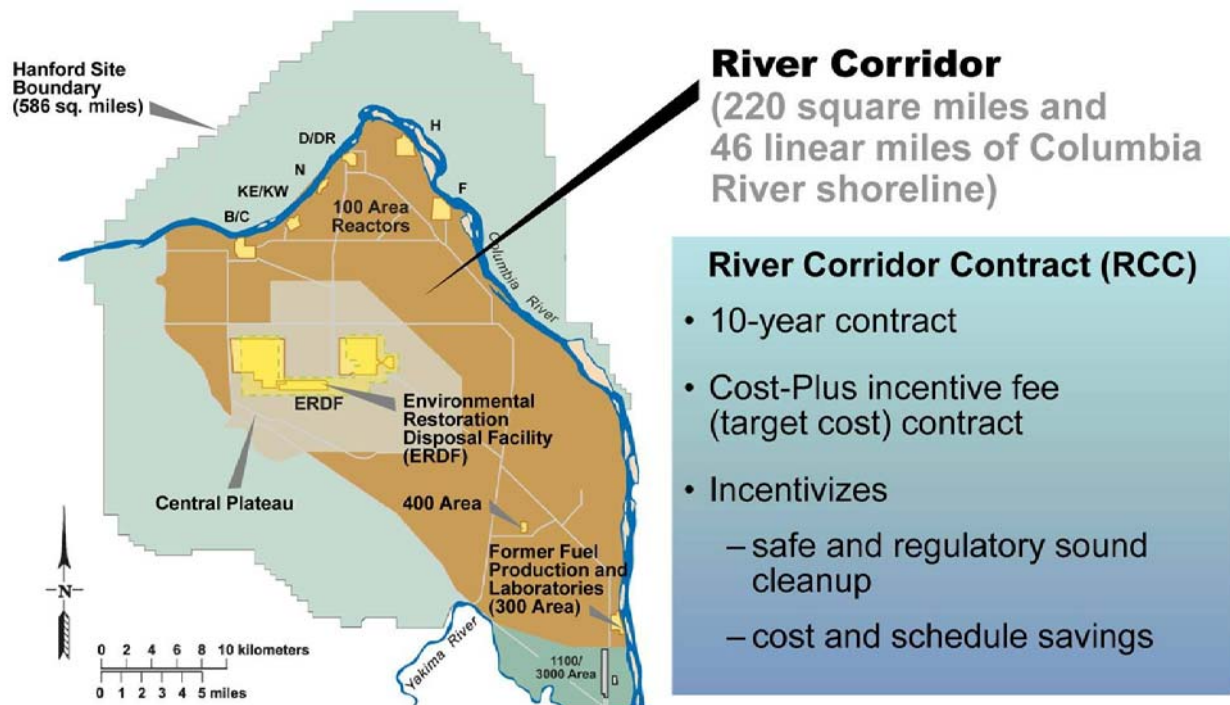 Hanford Site
Boundary
(586 sq. miles)
D/DR
H
N
KE/KW
F
B/C
100 Area
Reactors
Columbia River
ERDF
Environmental
Restoration
Disposal Facility
(ERDF)
Central Plateau
400 Area
Former Fuel
Production and
Laboratories
(300 Area)
N
0 2 4 6 8 10 kilometers
0 1 2 3 4 5 miles
Yakima River
1100/
3000 Area
River Corridor
(220 square miles and
46 linear miles of Columbia
River shoreline)
River Corridor Contract (RCC)
• 10-year contract
• Cost-Plus incentive fee
(target cost) contract
• Incentivizes
– safe and regulatory sound
cleanup
– cost and schedule savings